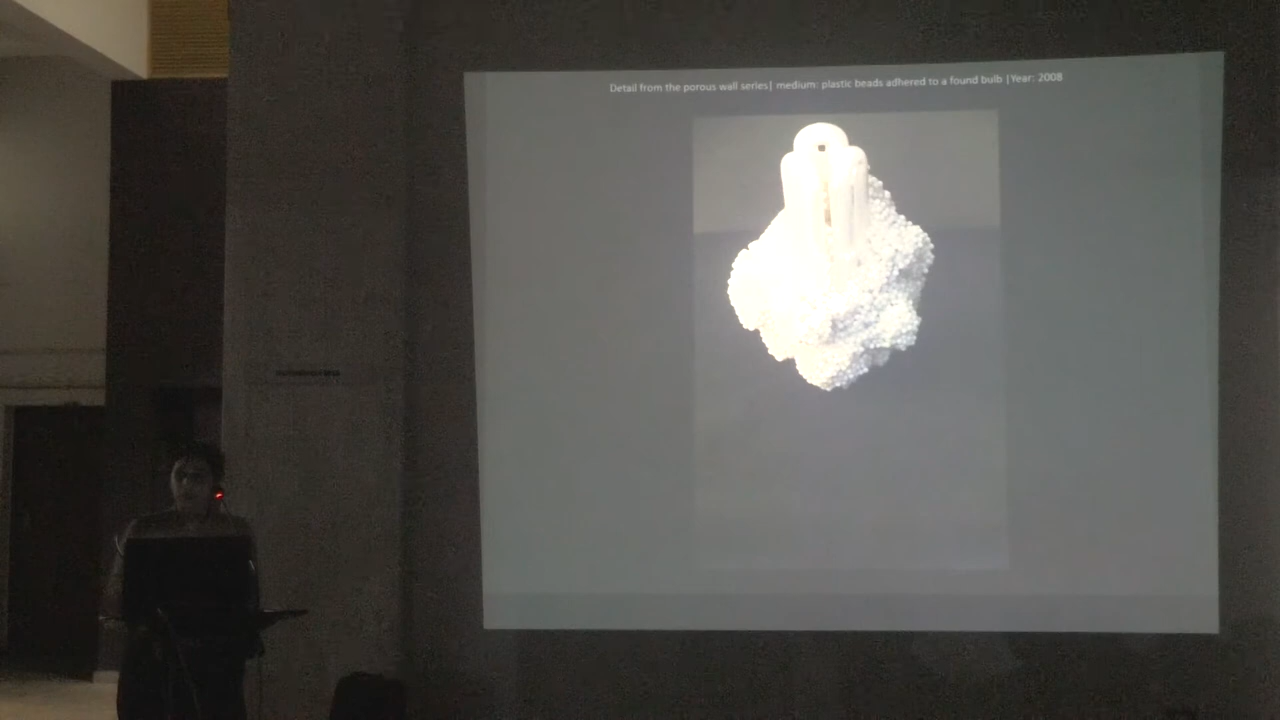 Detail from the porous wall series| medium: plastic beads adhered to a found bulb |Year: 2008